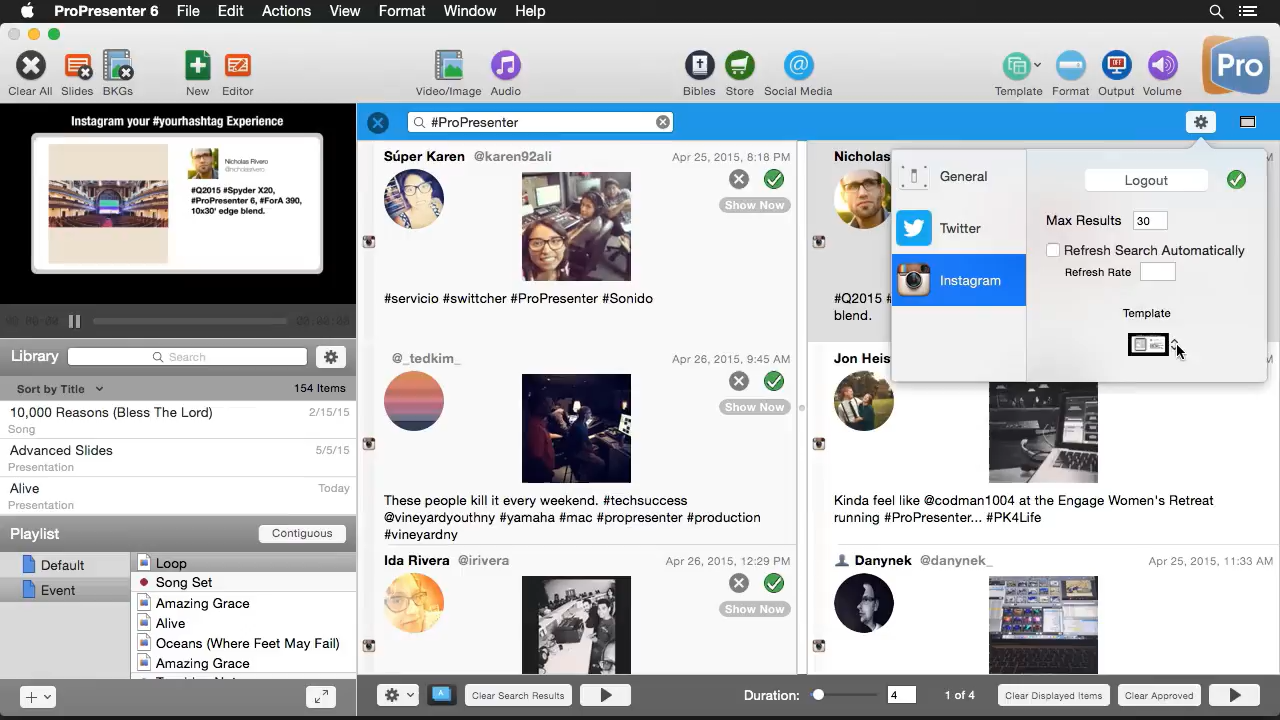 ProPresenter 6 File Edit Actions View Format Window Help
Clear All Slides BKGs New Editor Video/Image Audio Bibles Store Social Media Template Format Output Volume
Pro
Instagram your #yourhashtag Experience
Nicholas Rivero
@nicholasrivero
#Q2015 #Spyder X20,
#ProPresenter 6, #ForA 390,
10x30' edge blend.
00:00:00
00:00:00
Library
Search
Sort by Title
154 Items
10,000 Reasons (Bless The Lord) 2/15/15
Song
Advanced Slides 5/5/15
Presentation
Alive Today
Presentation
Playlist
Contiguous
Default
Event
Loop
Song Set
Amazing Grace
Alive
Oceans (Where Feet May Fail)
Amazing Grace
#ProPresenter
Súper Karen @karen92ali Apr 25, 2015, 8:18 PM
Show Now
#servicio #swittcher #ProPresenter #Sonido
@_tedkim_ Apr 26, 2015, 9:45 AM
Show Now
These people kill it every weekend. #techsuccess
@vineyardyouthny #yamaha #mac #propresenter #production
#vineyardny
Ida Rivera @irivera Apr 26, 2015, 12:29 PM
Show Now
Nicholas
#Q2015 #
blend.
Jon Heis
Kinda feel like @codman1004 at the Engage Women's Retreat
running #ProPresenter... #PK4Life
Danynek @danynek_ Apr 25, 2015, 11:33 AM
General
Twitter
Instagram
Logout
Max Results 30
Refresh Search Automatically
Refresh Rate
Template
A
Clear Search Results
Duration: 4
1 of 4
Clear Displayed Items
Clear Approved